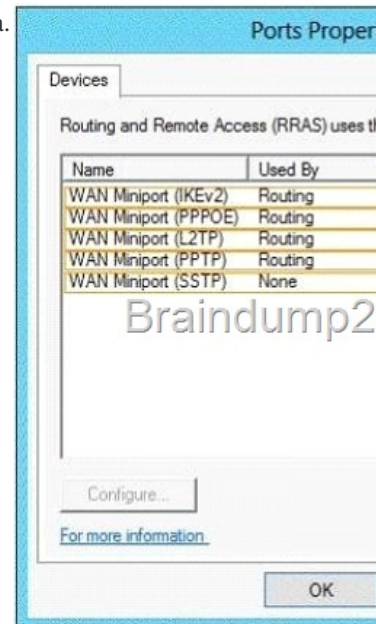 Ports Proper
Devices
Routing and Remote Access (RRAS) uses
Name Used By
WAN Miniport (IKEv2) Routing
WAN Miniport (PPPOE) Routing
WAN Miniport (L2TP) Routing
WAN Miniport (PPTP) Routing
WAN Miniport (SSTP) None
Braindump2
Configure...
For more information
OK